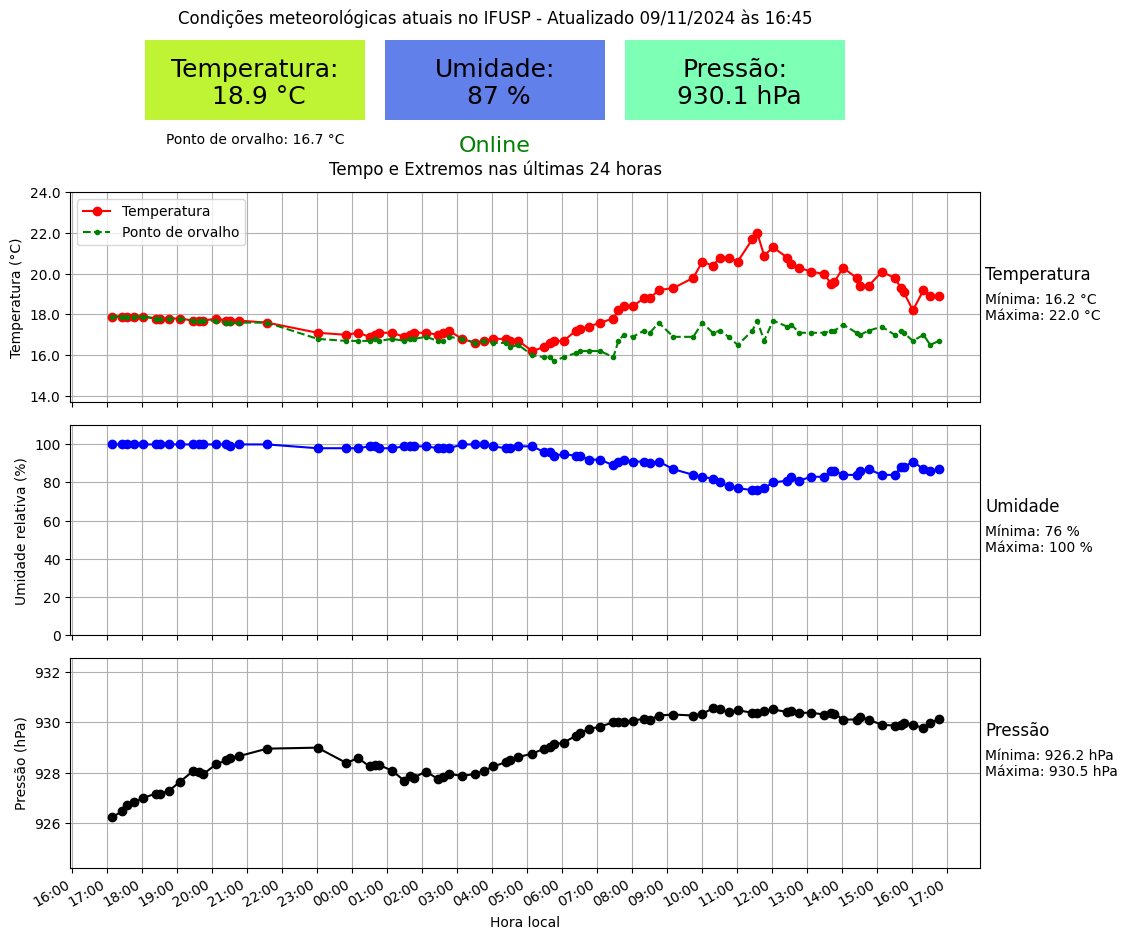 Condições meteorológicas atuais no IFUSP - Atualizado 09/11/2024 às 16:45
Temperatura:
18.9 °C
Umidade:
87 %
Pressão:
930.1 hPa
Ponto de orvalho: 16.7 °C
Online
Tempo e Extremos nas últimas 24 horas
Temperatura (°C)
24.0
22.0
20.0
18.0
16.0
14.0
Temperatura
Ponto de orvalho
Temperatura
Mínima: 16.2 °C
Máxima: 22.0 °C
Umidade relativa (%)
100
80
60
40
20
0
Umidade
Mínima: 76 %
Máxima: 100 %
Pressão (hPa)
932
930
928
926
Pressão
Mínima: 926.2 hPa
Máxima: 930.5 hPa
16:00 17:00 18:00 19:00 20:00 21:00 22:00 23:00 00:00 01:00 02:00 03:00 04:00 05:00 06:00 07:00 08:00 09:00 10:00 11:00 12:00 13:00 14:00 15:00 16:00 17:00
Hora local